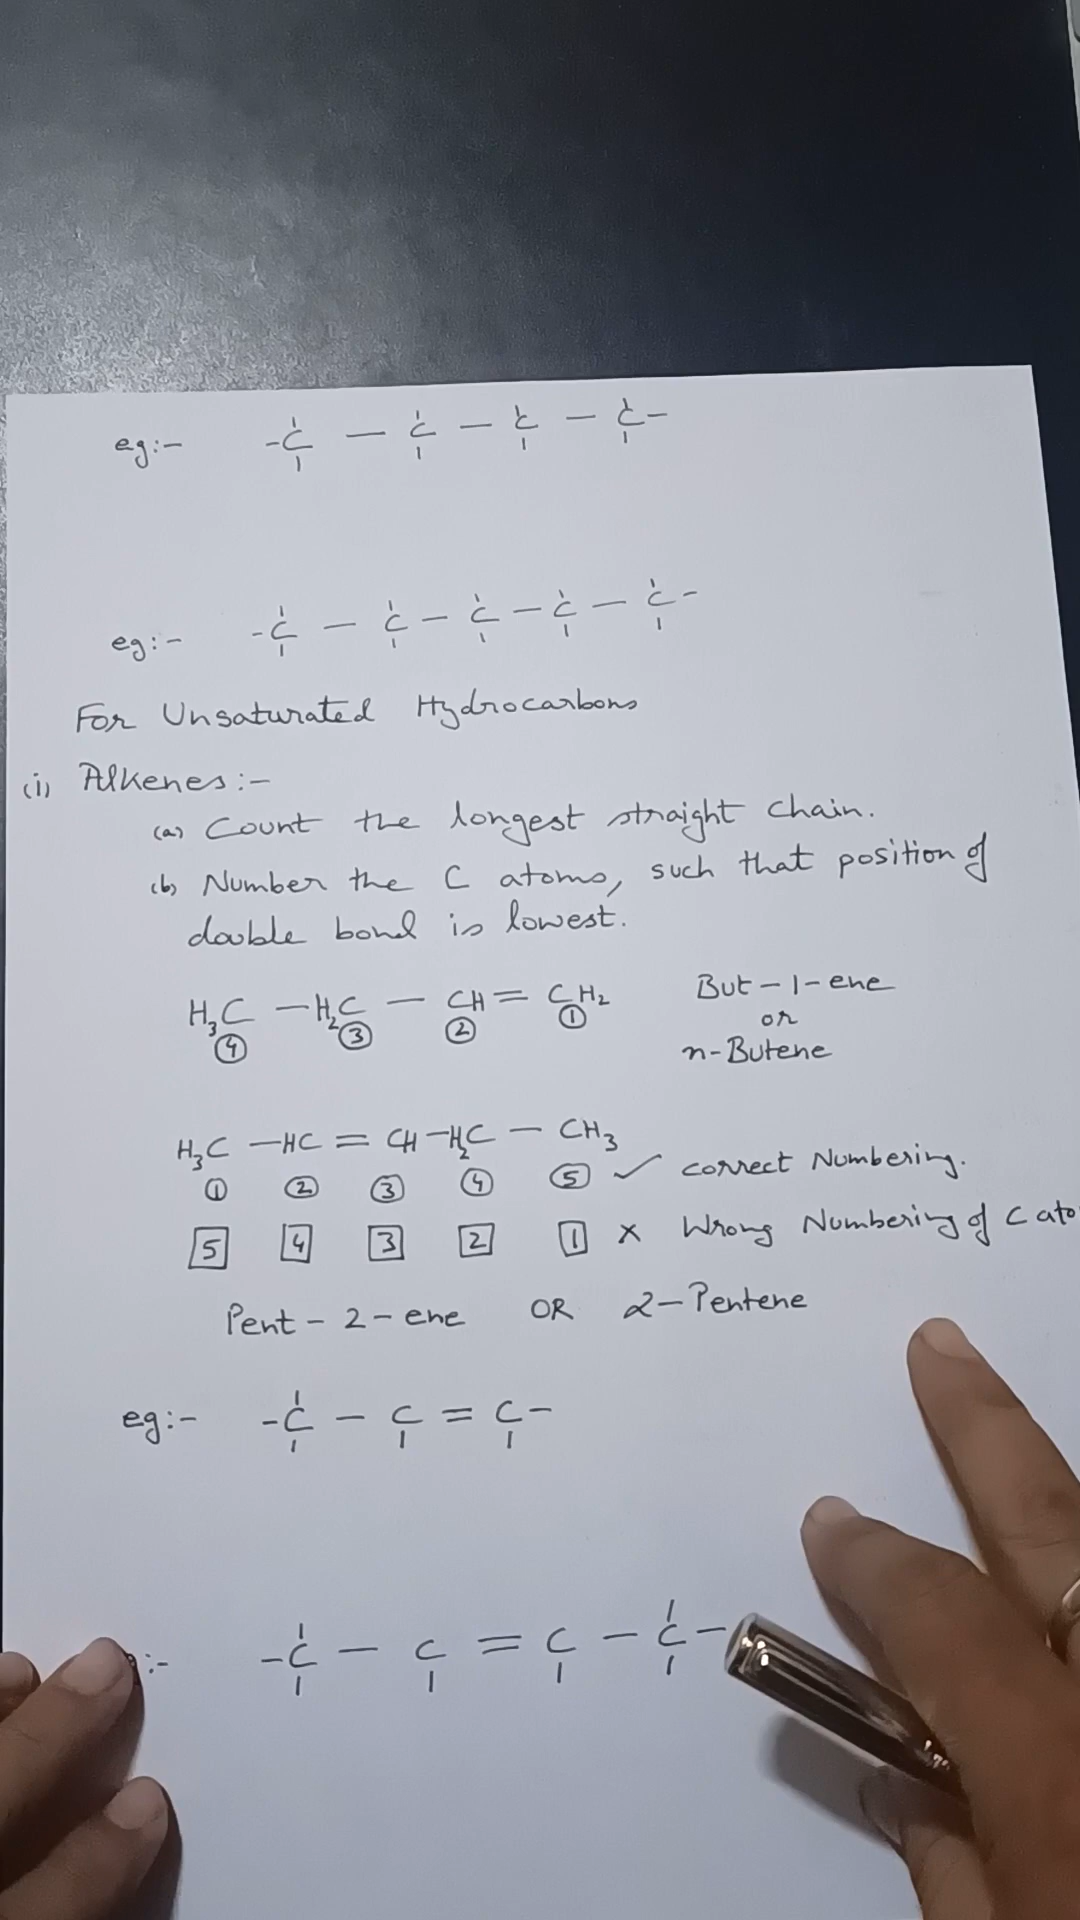 eg:- -C - C - C - C-
eg:- -C - C - C - C - C-
For Unsaturated Hydrocarbons
(i) Alkenes:-
(a) Count the longest straight chain.
(b) Number the C atoms, such that position of
double bond is lowest.
H₃C - H₂C - CH = CH₂ But-1-ene
④ ③ ② ① or
n-Butene
H₃C - HC = CH - H₂C - CH₃
① ② ③ ④ ⑤ ✓ correct Numbering.
5 4 3 2 1 x Wrong Numbering of C ato
Pent-2-ene OR 2-Pentene
eg:- -C - C = C-
:- -C - C = C - C-